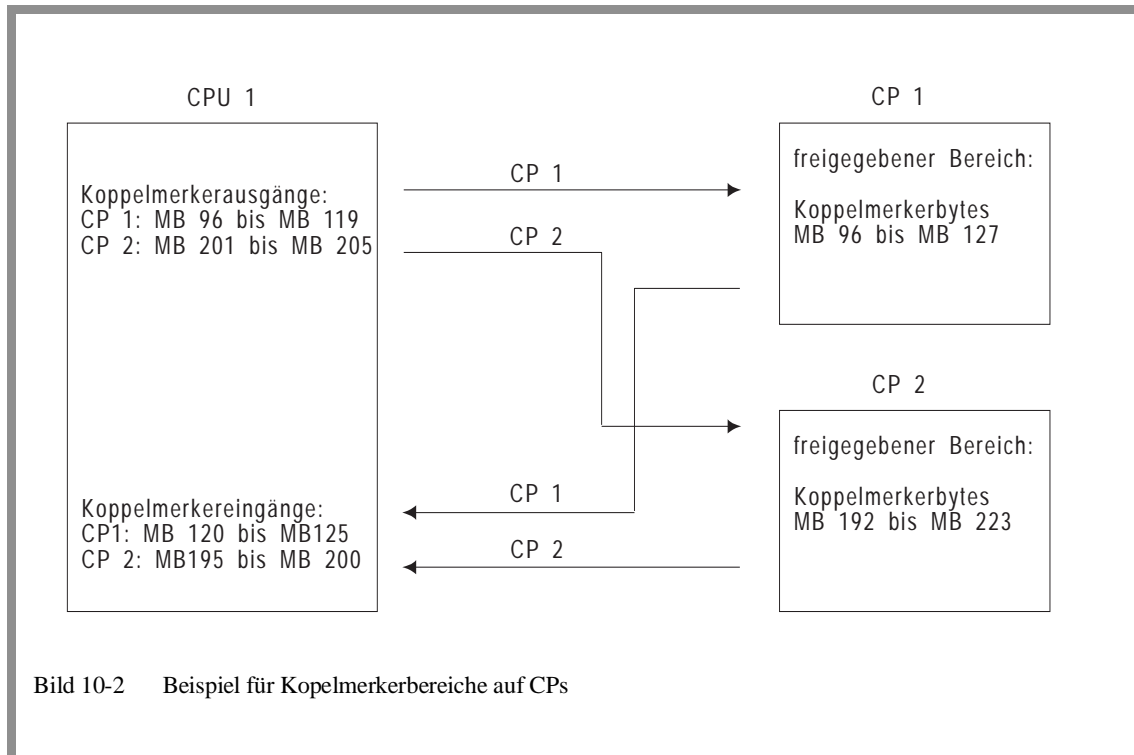 CPU 1
Koppelmerkerausgänge:
CP 1: MB 96 bis MB 119
CP 2: MB 201 bis MB 205
Koppelmerkereingänge:
CP1: MB 120 bis MB125
CP 2: MB195 bis MB 200
CP 1
CP 2
CP 1
CP 2
CP 1
freigegebener Bereich:
Koppelmerkerbytes
MB 96 bis MB 127
CP 2
freigegebener Bereich:
Koppelmerkerbytes
MB 192 bis MB 223
Bild 10-2 Beispiel für Kopelmerkerbereiche auf CPs